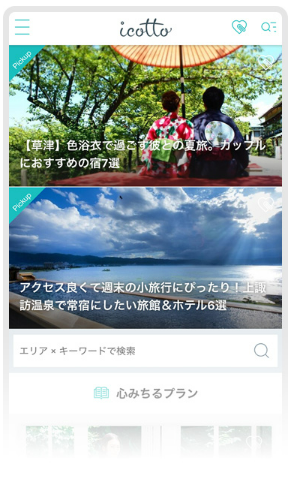 icotto
Pickup
【草津】色浴衣で過ごす彼との夏旅。カップル
におすすめの宿7選
Pickup
アクセス良くて週末の小旅行にぴったり！上諏
訪温泉で常宿にしたい旅館＆ホテル6選
エリア × キーワードで検索
心みちるプラン